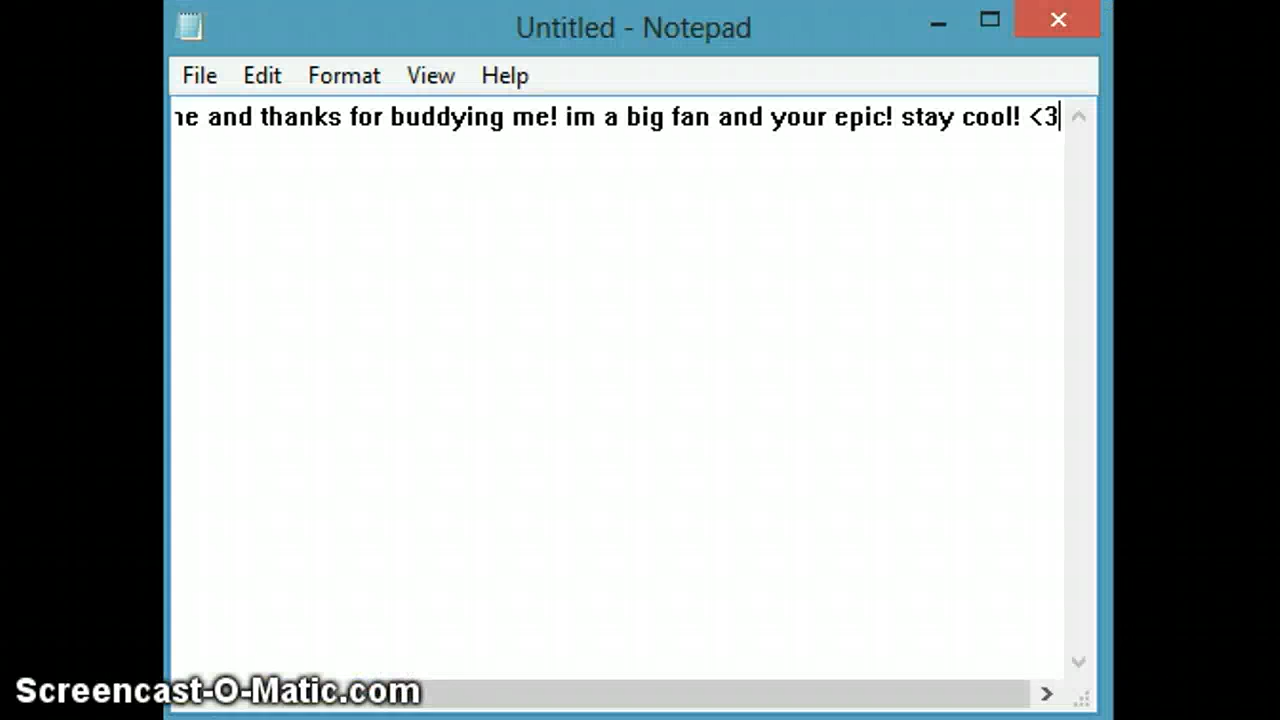 Untitled - Notepad
File Edit Format View Help
and thanks for buddying me! im a big fan and your epic! stay cool! <3
Screencast-O-Matic.com